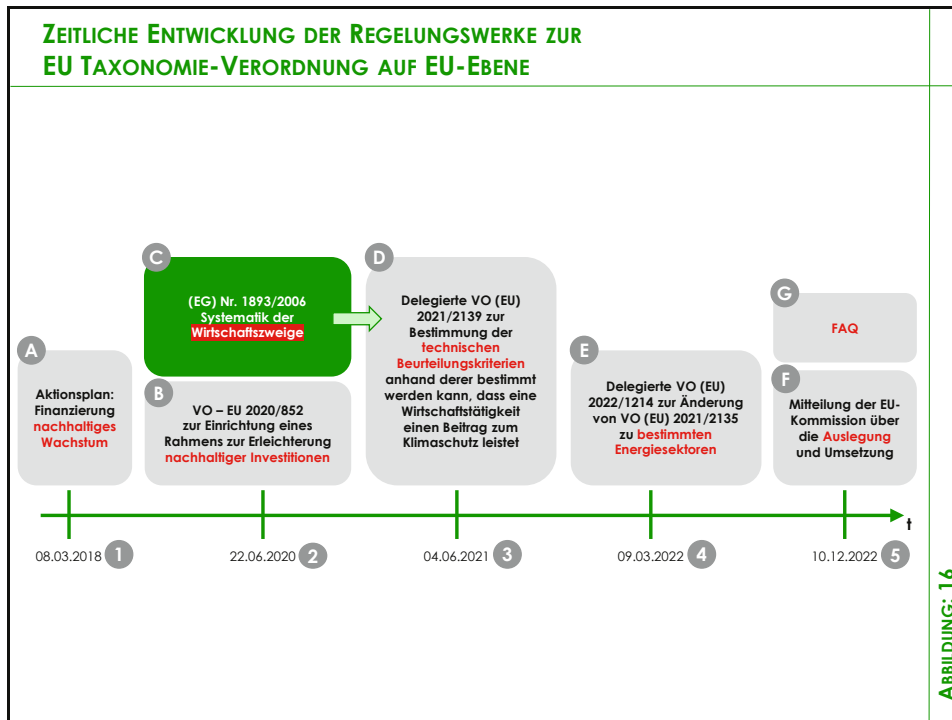 ZEITLICHE ENTWICKLUNG DER REGELUNGSWERKE ZUR
EU TAXONOMIE-VERORDNUNG AUF EU-EBENE
A
Aktionsplan:
Finanzierung
nachhaltiges
Wachstum
C
(EG) Nr. 1893/2006
Systematik der
Wirtschaftszweige
B
VO – EU 2020/852
zur Einrichtung eines
Rahmens zur Erleichterung
nachhaltiger Investitionen
D
Delegierte VO (EU)
2021/2139 zur
Bestimmung der
technischen
Beurteilungskriterien
anhand derer bestimmt
werden kann, dass eine
Wirtschaftstätigkeit
einen Beitrag zum
Klimaschutz leistet
E
Delegierte VO (EU)
2022/1214 zur Änderung
von VO (EU) 2021/2135
zu bestimmten
Energiesektoren
G
FAQ
F
Mitteilung der EU-
Kommission über
die Auslegung
und Umsetzung
t
08.03.2018 1
22.06.2020 2
04.06.2021 3
09.03.2022 4
10.12.2022 5
ABBILDUNG: 16